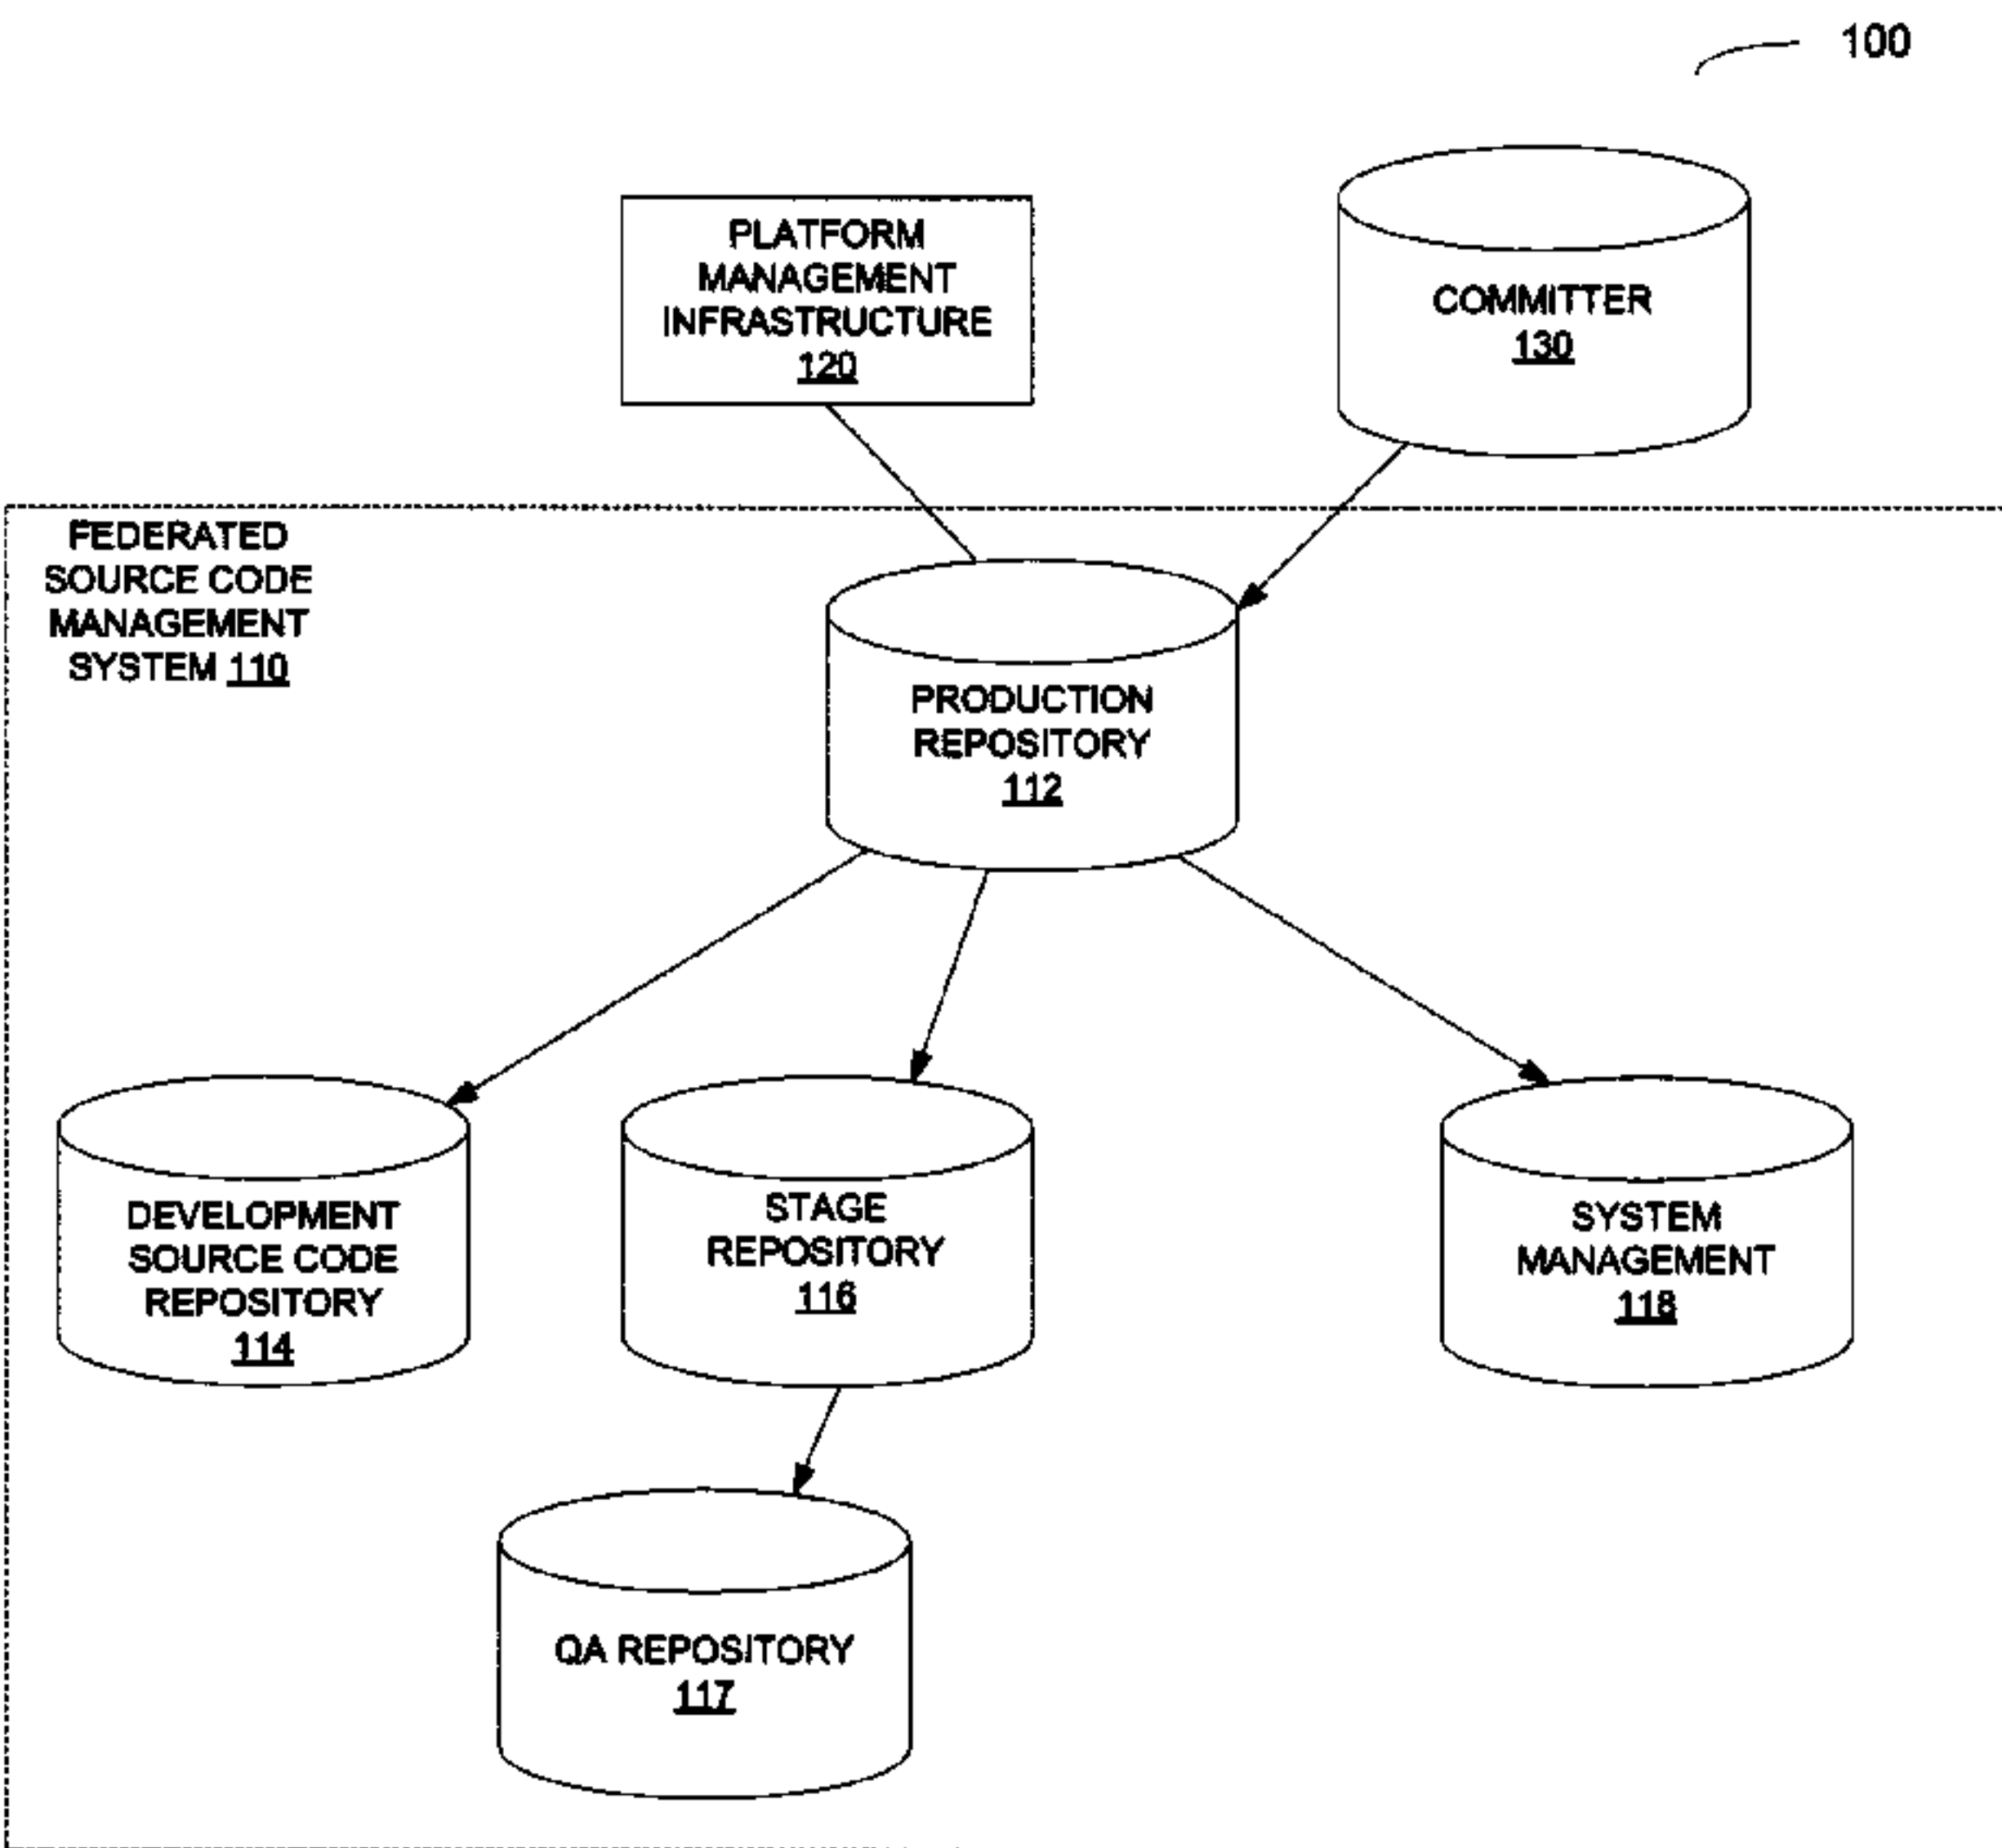 100
PLATFORM
MANAGEMENT
INFRASTRUCTURE
120
COMMITTER
130
FEDERATED
SOURCE CODE
MANAGEMENT
SYSTEM 110
PRODUCTION
REPOSITORY
112
DEVELOPMENT
SOURCE CODE
REPOSITORY
114
STAGE
REPOSITORY
116
SYSTEM
MANAGEMENT
118
QA REPOSITORY
117